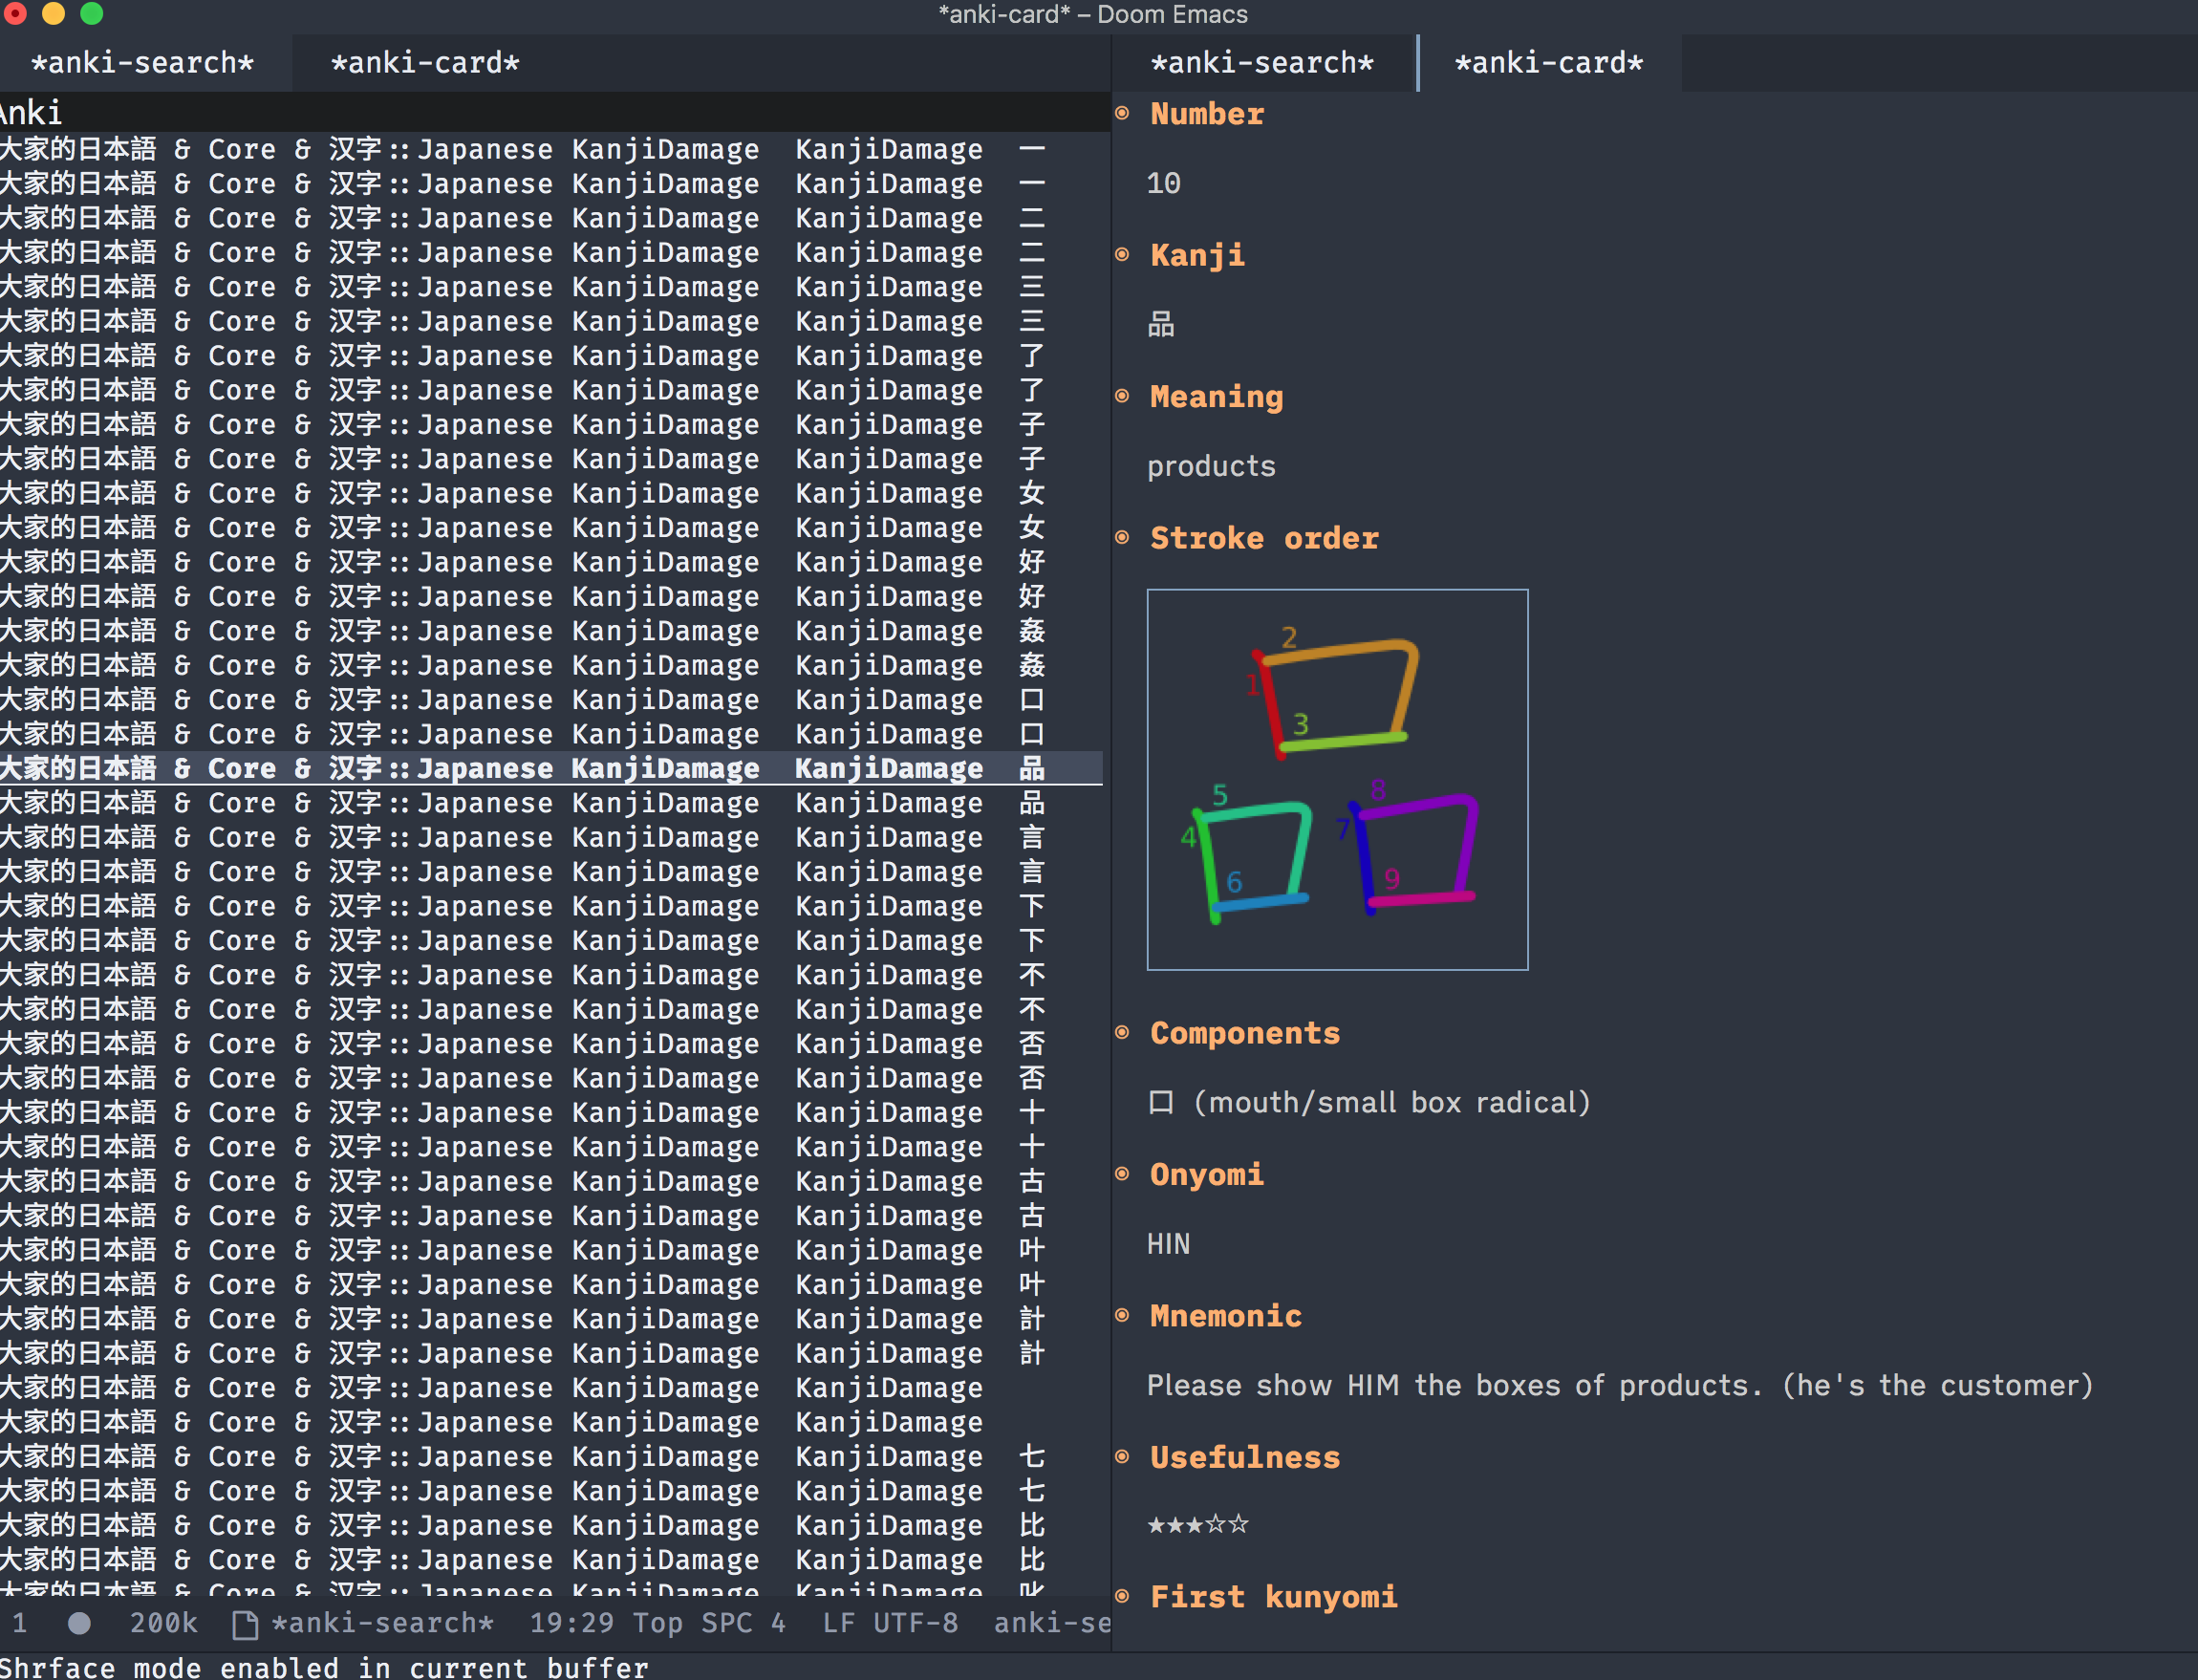 *anki-card* – Doom Emacs
*anki-search* *anki-card*
Anki
大家的日本語 & Core & 汉字::Japanese KanjiDamage KanjiDamage 一
大家的日本語 & Core & 汉字::Japanese KanjiDamage KanjiDamage 一
大家的日本語 & Core & 汉字::Japanese KanjiDamage KanjiDamage 二
大家的日本語 & Core & 汉字::Japanese KanjiDamage KanjiDamage 二
大家的日本語 & Core & 汉字::Japanese KanjiDamage KanjiDamage 三
大家的日本語 & Core & 汉字::Japanese KanjiDamage KanjiDamage 三
大家的日本語 & Core & 汉字::Japanese KanjiDamage KanjiDamage 了
大家的日本語 & Core & 汉字::Japanese KanjiDamage KanjiDamage 了
大家的日本語 & Core & 汉字::Japanese KanjiDamage KanjiDamage 子
大家的日本語 & Core & 汉字::Japanese KanjiDamage KanjiDamage 子
大家的日本語 & Core & 汉字::Japanese KanjiDamage KanjiDamage 女
大家的日本語 & Core & 汉字::Japanese KanjiDamage KanjiDamage 女
大家的日本語 & Core & 汉字::Japanese KanjiDamage KanjiDamage 好
大家的日本語 & Core & 汉字::Japanese KanjiDamage KanjiDamage 好
大家的日本語 & Core & 汉字::Japanese KanjiDamage KanjiDamage 姦
大家的日本語 & Core & 汉字::Japanese KanjiDamage KanjiDamage 姦
大家的日本語 & Core & 汉字::Japanese KanjiDamage KanjiDamage 口
大家的日本語 & Core & 汉字::Japanese KanjiDamage KanjiDamage 口
大家的日本語 & Core & 汉字::Japanese KanjiDamage KanjiDamage 品
大家的日本語 & Core & 汉字::Japanese KanjiDamage KanjiDamage 品
大家的日本語 & Core & 汉字::Japanese KanjiDamage KanjiDamage 言
大家的日本語 & Core & 汉字::Japanese KanjiDamage KanjiDamage 言
大家的日本語 & Core & 汉字::Japanese KanjiDamage KanjiDamage 下
大家的日本語 & Core & 汉字::Japanese KanjiDamage KanjiDamage 下
大家的日本語 & Core & 汉字::Japanese KanjiDamage KanjiDamage 不
大家的日本語 & Core & 汉字::Japanese KanjiDamage KanjiDamage 不
大家的日本語 & Core & 汉字::Japanese KanjiDamage KanjiDamage 否
大家的日本語 & Core & 汉字::Japanese KanjiDamage KanjiDamage 否
大家的日本語 & Core & 汉字::Japanese KanjiDamage KanjiDamage 十
大家的日本語 & Core & 汉字::Japanese KanjiDamage KanjiDamage 十
大家的日本語 & Core & 汉字::Japanese KanjiDamage KanjiDamage 古
大家的日本語 & Core & 汉字::Japanese KanjiDamage KanjiDamage 古
大家的日本語 & Core & 汉字::Japanese KanjiDamage KanjiDamage 叶
大家的日本語 & Core & 汉字::Japanese KanjiDamage KanjiDamage 叶
大家的日本語 & Core & 汉字::Japanese KanjiDamage KanjiDamage 計
大家的日本語 & Core & 汉字::Japanese KanjiDamage KanjiDamage 計
大家的日本語 & Core & 汉字::Japanese KanjiDamage KanjiDamage
大家的日本語 & Core & 汉字::Japanese KanjiDamage KanjiDamage
大家的日本語 & Core & 汉字::Japanese KanjiDamage KanjiDamage 七
大家的日本語 & Core & 汉字::Japanese KanjiDamage KanjiDamage 七
大家的日本語 & Core & 汉字::Japanese KanjiDamage KanjiDamage 比
大家的日本語 & Core & 汉字::Japanese KanjiDamage KanjiDamage 比
大家的日本語 & Core & 汉字::Japanese KanjiDamage KanjiDamage
1 ● 200k *anki-search* 19:29 Top SPC 4 LF UTF-8 anki-se
*anki-search* *anki-card*
Number
10
Kanji
品
Meaning
products
Stroke order
2
1
3
5
8
4
7
6
9
Components
口 (mouth/small box radical)
Onyomi
HIN
Mnemonic
Please show HIM the boxes of products. (he's the customer)
Usefulness
★★★☆☆
First kunyomi
Shrface mode enabled in current buffer